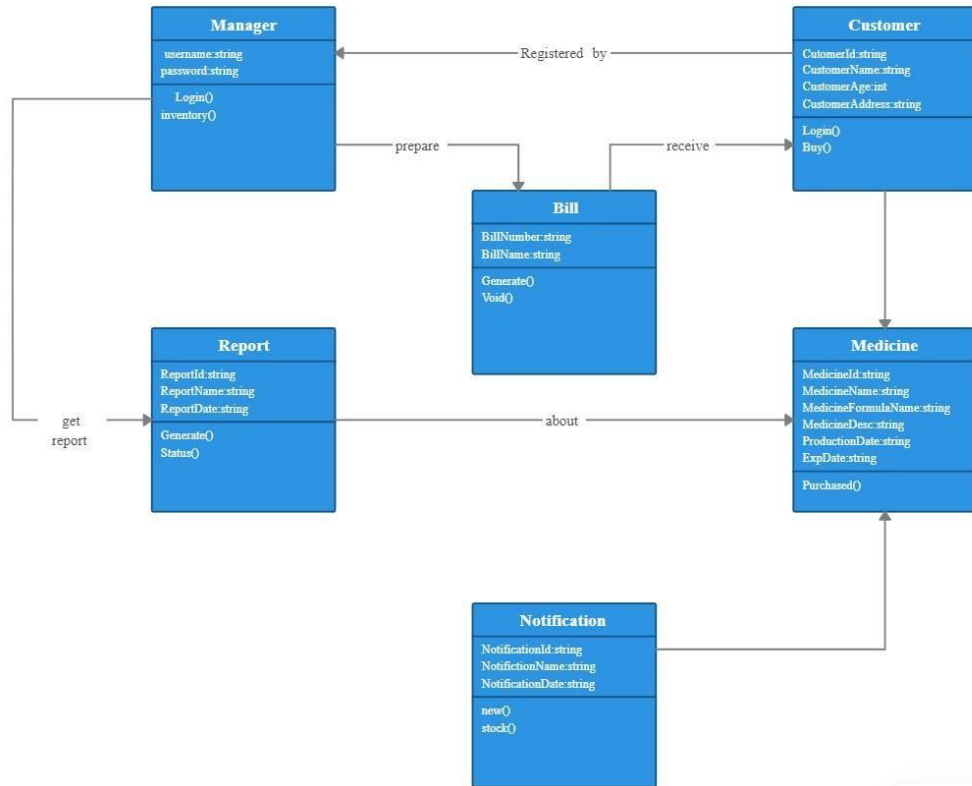 Manager
username:string
password:string
Login()
inventory()
Registered by
Customer
CutomerId:string
CustomerName:string
CustomerAge:int
CustomerAddress:string
Login()
Buy()
prepare
receive
Bill
BillNumber:string
BillName:string
Generate()
Void()
Report
ReportId:string
ReportName:string
ReportDate:string
Generate()
Status()
get
report
about
Medicine
MedicineId:string
MedicineName:string
MedicineFormulaName:string
MedicineDesc:string
ProductionDate:string
ExpDate:string
Purchased()
Notification
NotificationId:string
NotifictionName:string
NotificationDate:string
new()
stock()